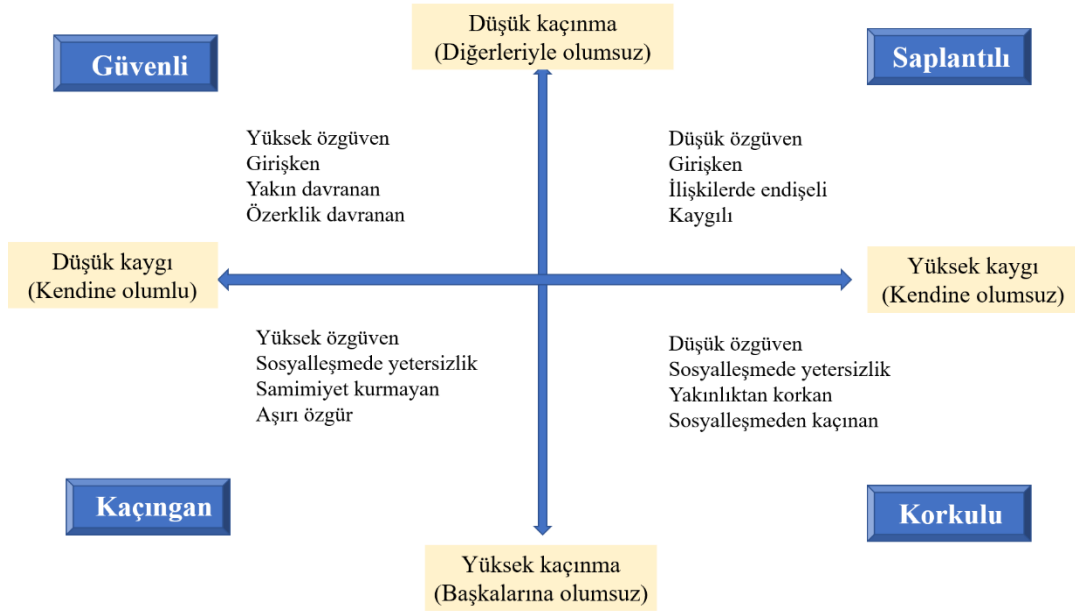 Düşük kaçınma
(Diğerleriyle olumsuz)
Güvenli
Saplantılı
Yüksek özgüven
Girişken
Yakın davranan
Özerklik davranan
Düşük özgüven
Girişken
İlişkilerde endişeli
Kaygılı
Düşük kaygı
(Kendine olumlu)
Yüksek kaygı
(Kendine olumsuz)
Yüksek özgüven
Sosyalleşmede yetersizlik
Samimiyet kurmayan
Aşırı özgür
Düşük özgüven
Sosyalleşmede yetersizlik
Yakınlıktan korkan
Sosyalleşmeden kaçınan
Kaçıngan
Korkulu
Yüksek kaçınma
(Başkalarına olumsuz)